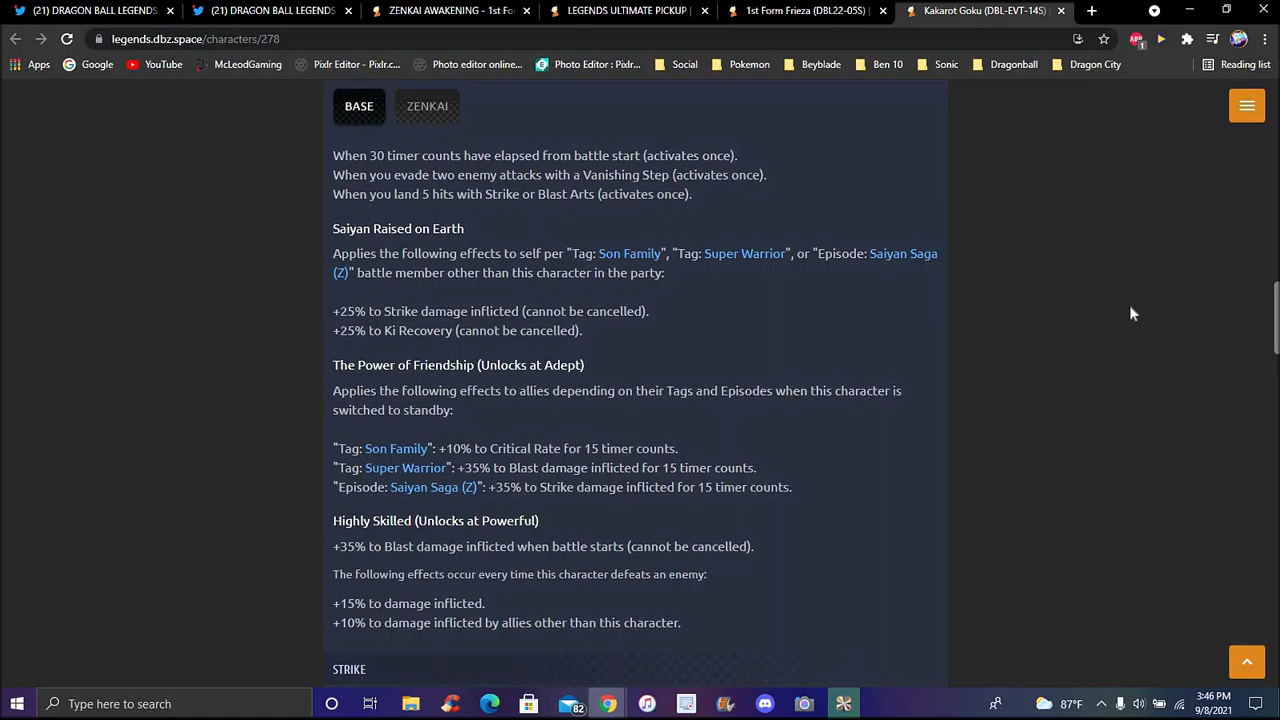 (21) DRAGON BALL LEGENDS
(21) DRAGON BALL LEGENDS
ZENKAI AWAKENING - 1st For
LEGENDS ULTIMATE PICKUP |
1st Form Frieza (DBL22-05S) |
Kakarot Goku (DBL-EVT-14S) |
legends.dbz.space/characters/278
1
Apps
Google
YouTube
McLeodGaming
Pixlr Editor - Pixlr.c...
Photo editor online...
Photo Editor : Pixlr...
Social
Pokemon
Beyblade
Ben 10
Sonic
Dragonball
Dragon City
Reading list
BASE
ZENKAI
When 30 timer counts have elapsed from battle start (activates once).
When you evade two enemy attacks with a Vanishing Step (activates once).
When you land 5 hits with Strike or Blast Arts (activates once).
Saiyan Raised on Earth
Applies the following effects to self per "Tag: Son Family", "Tag: Super Warrior", or "Episode: Saiyan Saga
(Z)" battle member other than this character in the party:
+25% to Strike damage inflicted (cannot be cancelled).
+25% to Ki Recovery (cannot be cancelled).
The Power of Friendship (Unlocks at Adept)
Applies the following effects to allies depending on their Tags and Episodes when this character is
switched to standby:
"Tag: Son Family": +10% to Critical Rate for 15 timer counts.
"Tag: Super Warrior": +35% to Blast damage inflicted for 15 timer counts.
"Episode: Saiyan Saga (Z)": +35% to Strike damage inflicted for 15 timer counts.
Highly Skilled (Unlocks at Powerful)
+35% to Blast damage inflicted when battle starts (cannot be cancelled).
The following effects occur every time this character defeats an enemy:
+15% to damage inflicted.
+10% to damage inflicted by allies other than this character.
STRIKE
Type here to search
82
87°F
3:46 PM
9/8/2021